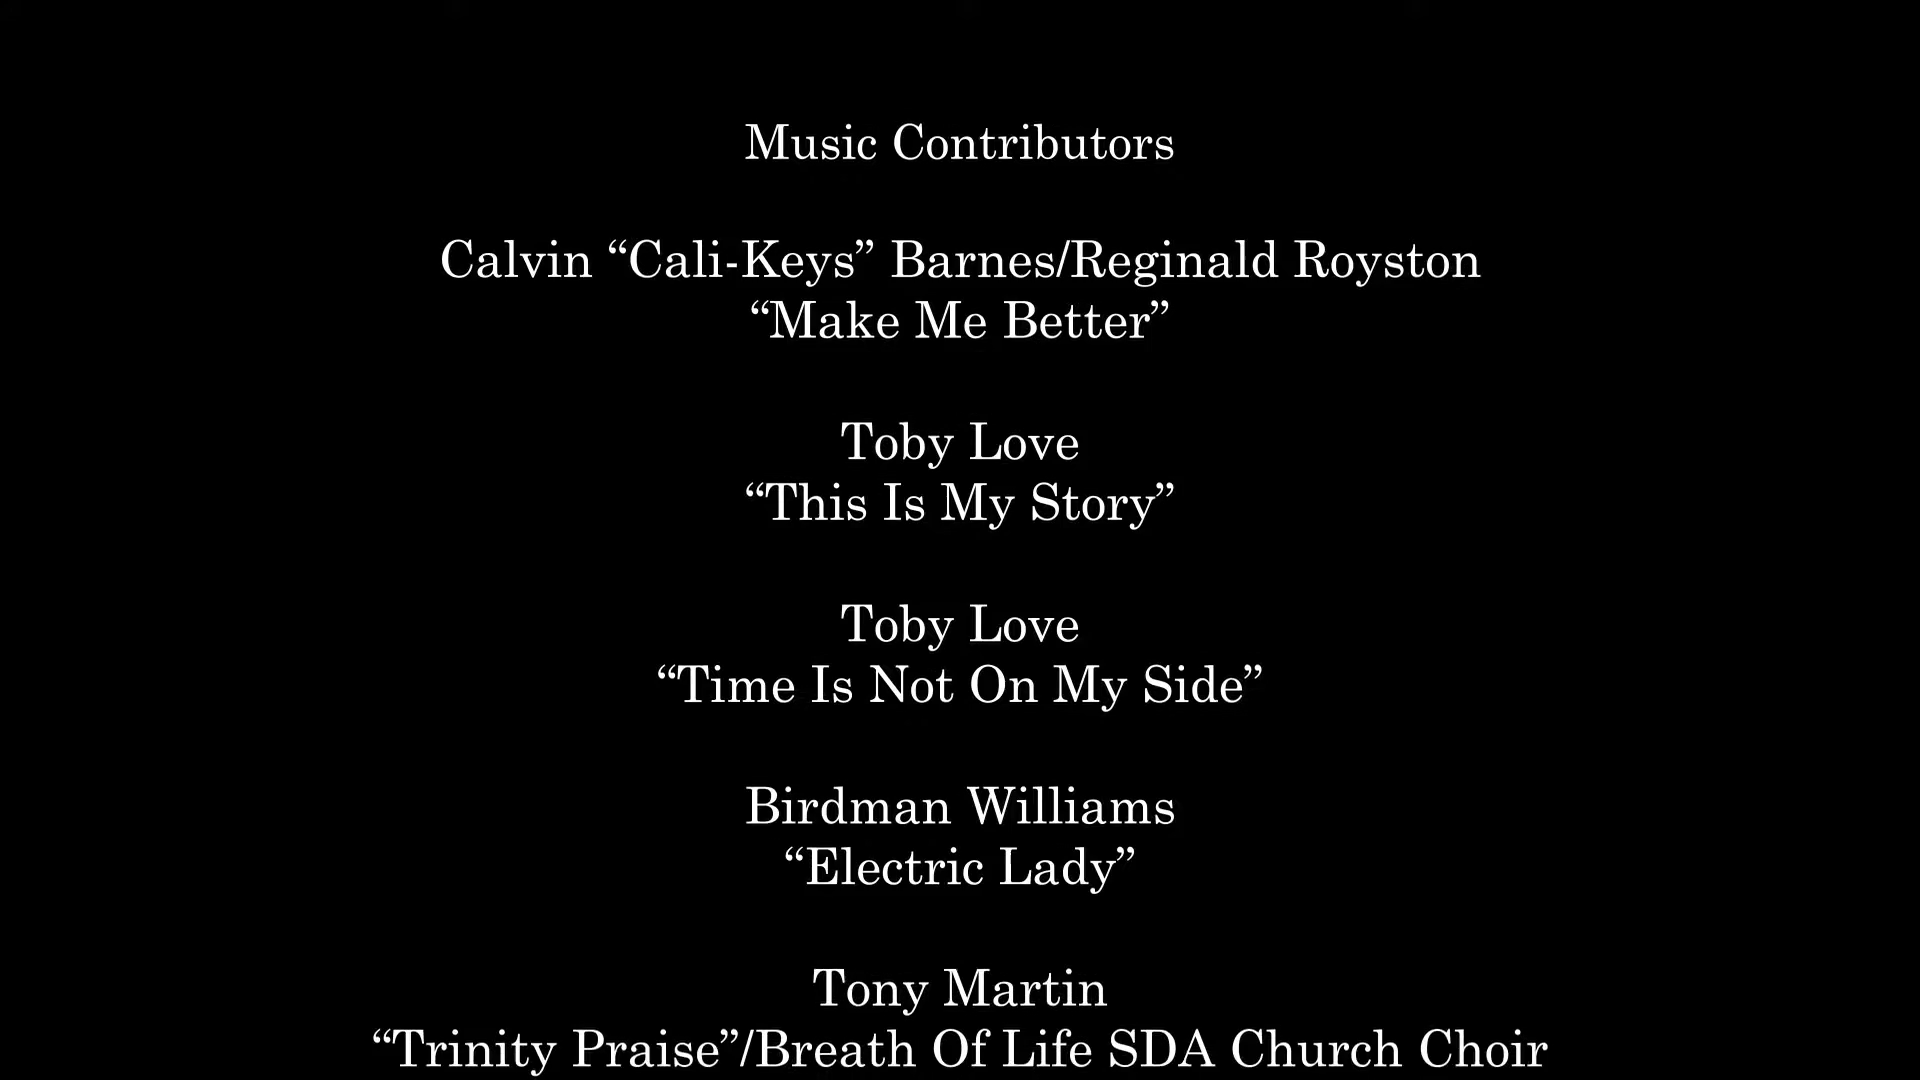 Music Contributors
Calvin “Cali-Keys” Barnes/Reginald Royston
“Make Me Better”
Toby Love
“This Is My Story”
Toby Love
“Time Is Not On My Side”
Birdman Williams
“Electric Lady”
Tony Martin
“Trinity Praise”/Breath Of Life SDA Church Choir